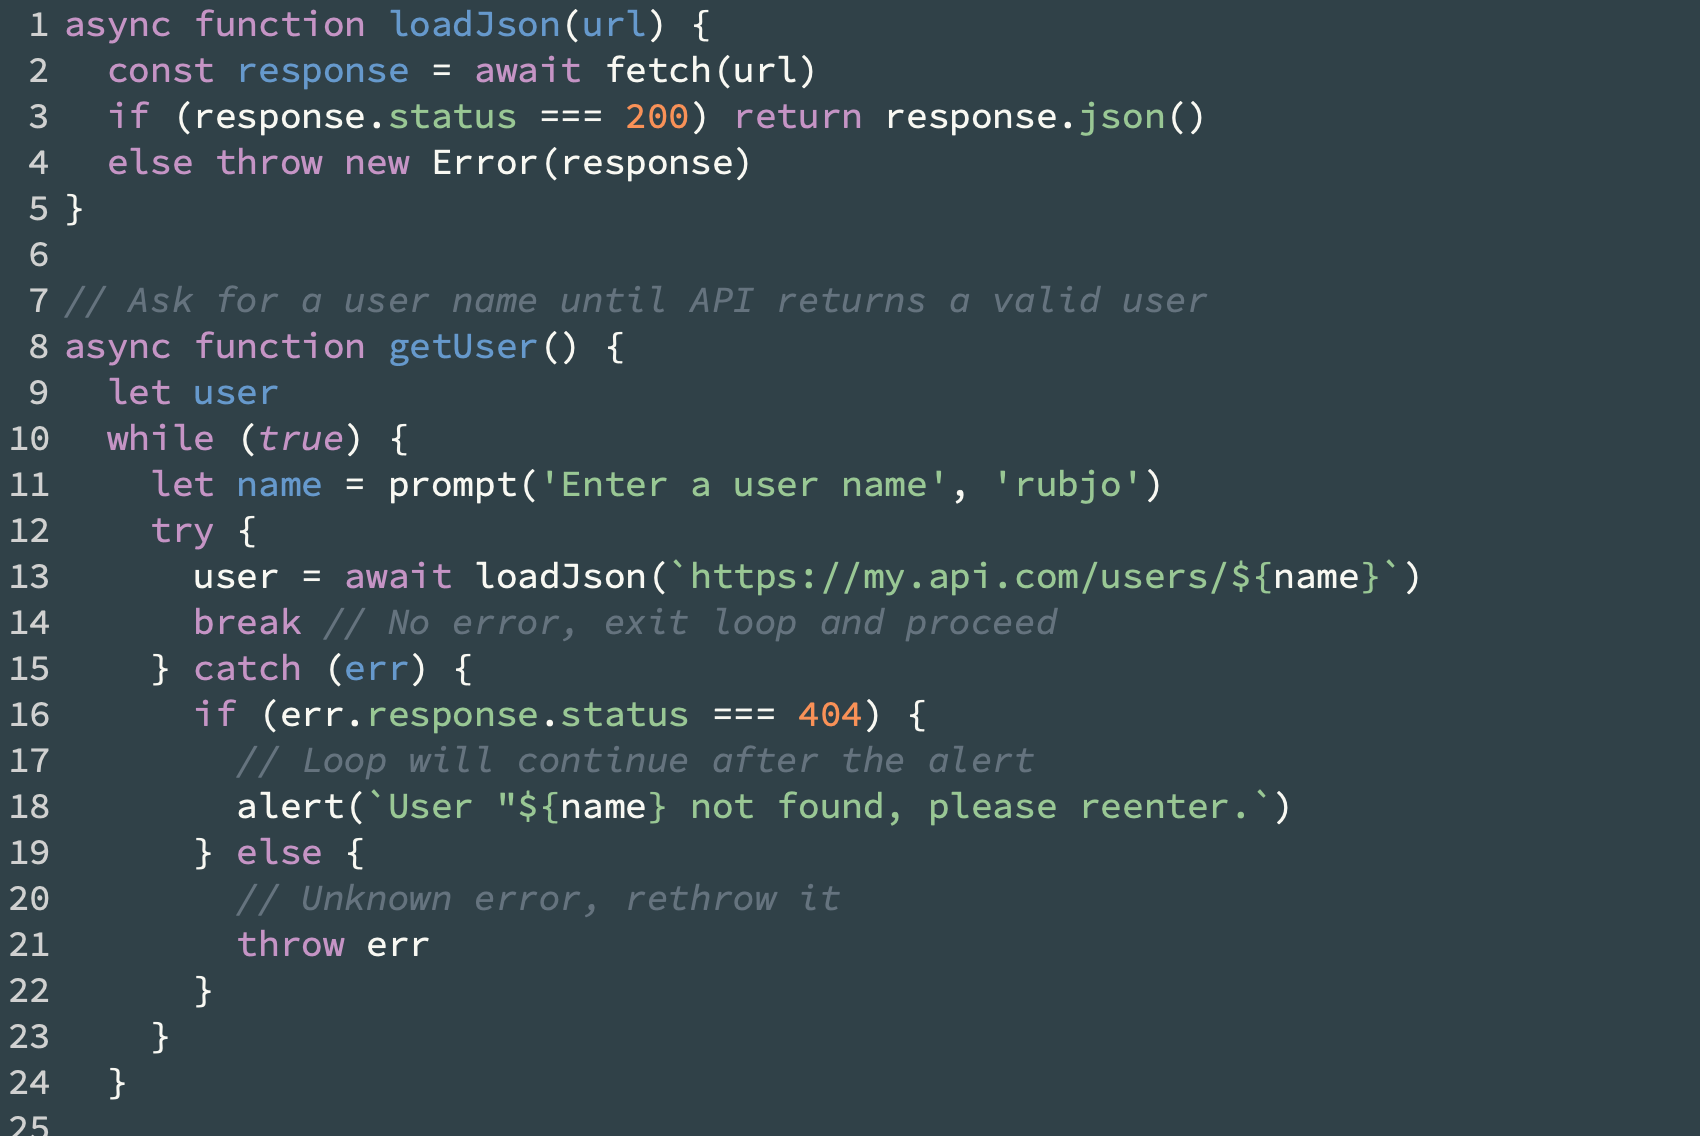 1 async function loadJson(url) {
2   const response = await fetch(url)
3   if (response.status === 200) return response.json()
4   else throw new Error(response)
5 }
6
7 // Ask for a user name until API returns a valid user
8 async function getUser() {
9   let user
10   while (true) {
11     let name = prompt('Enter a user name', 'rubjo')
12     try {
13       user = await loadJson(`https://my.api.com/users/${name}`)
14       break // No error, exit loop and proceed
15     } catch (err) {
16       if (err.response.status === 404) {
17         // Loop will continue after the alert
18         alert(`User "${name} not found, please reenter.`)
19       } else {
20         // Unknown error, rethrow it
21         throw err
22       }
23     }
24   }
25